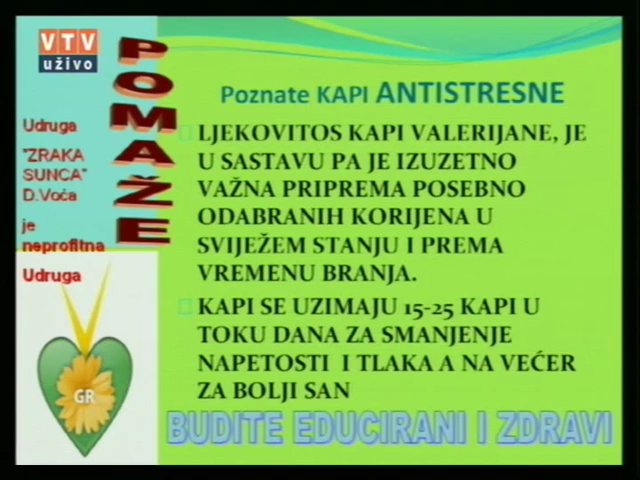 VTV
uživo
POMAŽE
Udruga
"ZRAKA
SUNCA"
D.Voća
je
neprofitna
Udruga
GR
Poznate KAPI ANTISTRESNE
LJEKOVITOS KAPI VALERIJANE, JE
U SASTAVU PA JE IZUZETNO
VAŽNA PRIPREMA POSEBNO
ODABRANIH KORIJENA U
SVIJEŽEM STANJU I PREMA
VREMENU BRANJA.
KAPI SE UZIMAJU 15-25 KAPI U
TOKU DANA ZA SMANJENJE
NAPETOSTI I TLAKA A NA VEĆER
ZA BOLJI SAN
BUDITE EDUCIRANI I ZDRAVI